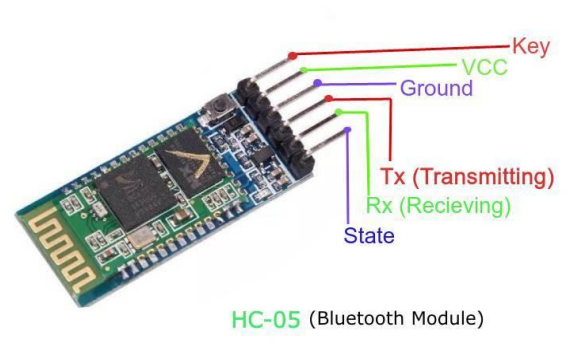 Key
VCC
Ground
Tx (Transmitting)
Rx (Recieving)
State
HC-05 (Bluetooth Module)